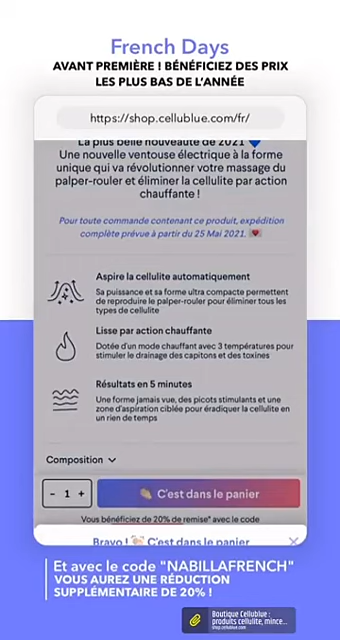 French Days
AVANT PREMIÈRE ! BÉNÉFICIEZ DES PRIX
LES PLUS BAS DE L'ANNÉE
https://shop.cellublue.com/fr/
La plus belle nouveauté de 2021
Une nouvelle ventouse électrique à la forme
unique qui va révolutionner votre massage du
palper-rouler et éliminer la cellulite par action
chauffante !
Pour toute commande contenant ce produit, expédition
complète prévue à partir du 25 Mai 2021.
Aspire la cellulite automatiquement
Sa puissance et sa forme ultra compacte permettent
de reproduire le palper-rouler pour éliminer tous les
types de cellulite
Lisse par action chauffante
Dotée d'un mode chauffant avec 3 températures pour
stimuler le drainage des capitons et des toxines
Résultats en 5 minutes
Une forme jamais vue, des picots stimulants et une
zone d'aspiration ciblée pour éradiquer la cellulite en
un rien de temps
Composition
- 1 +
C'est dans le panier
Vous bénéficiez de 20% de remise* avec le code
Bravo ! C'est dans le panier
Et avec le code "NABILLAFRENCH"
VOUS AUREZ UNE RÉDUCTION
SUPPLÉMENTAIRE DE 20% !
Boutique Cellublue :
produits cellulite, mince...
shop.cellublue.com